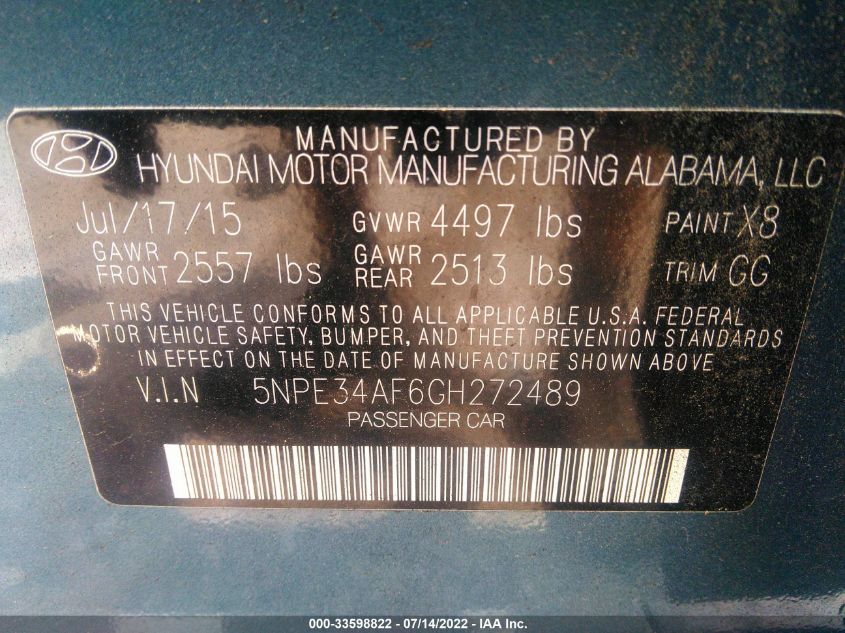 MANUFACTURED BY
HYUNDAI MOTOR MANUFACTURING ALABAMA, LLC
Jul/17/15 GVWR 4497 lbs PAINT X8
GAWR FRONT 2557 lbs GAWR REAR 2513 lbs TRIM GG
THIS VEHICLE CONFORMS TO ALL APPLICABLE U.S.A. FEDERAL
MOTOR VEHICLE SAFETY, BUMPER, AND THEFT PREVENTION STANDARDS
IN EFFECT ON THE DATE OF MANUFACTURE SHOWN ABOVE
V.I.N 5NPE34AF6GH272489
PASSENGER CAR
000-33598822 - 07/14/2022 - IAA Inc.